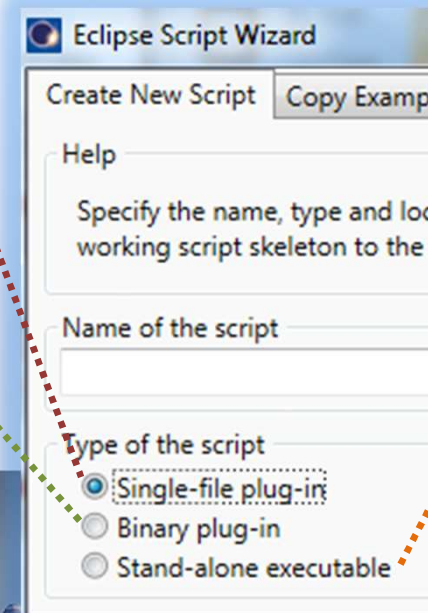 Eclipse Script Wizard
Create New Script Copy
Help
Specify the name, type and
working script skeleton to the
Name of the script
Type of the script
Single-file plug-in
Binary plug-in
Stand-alone executable